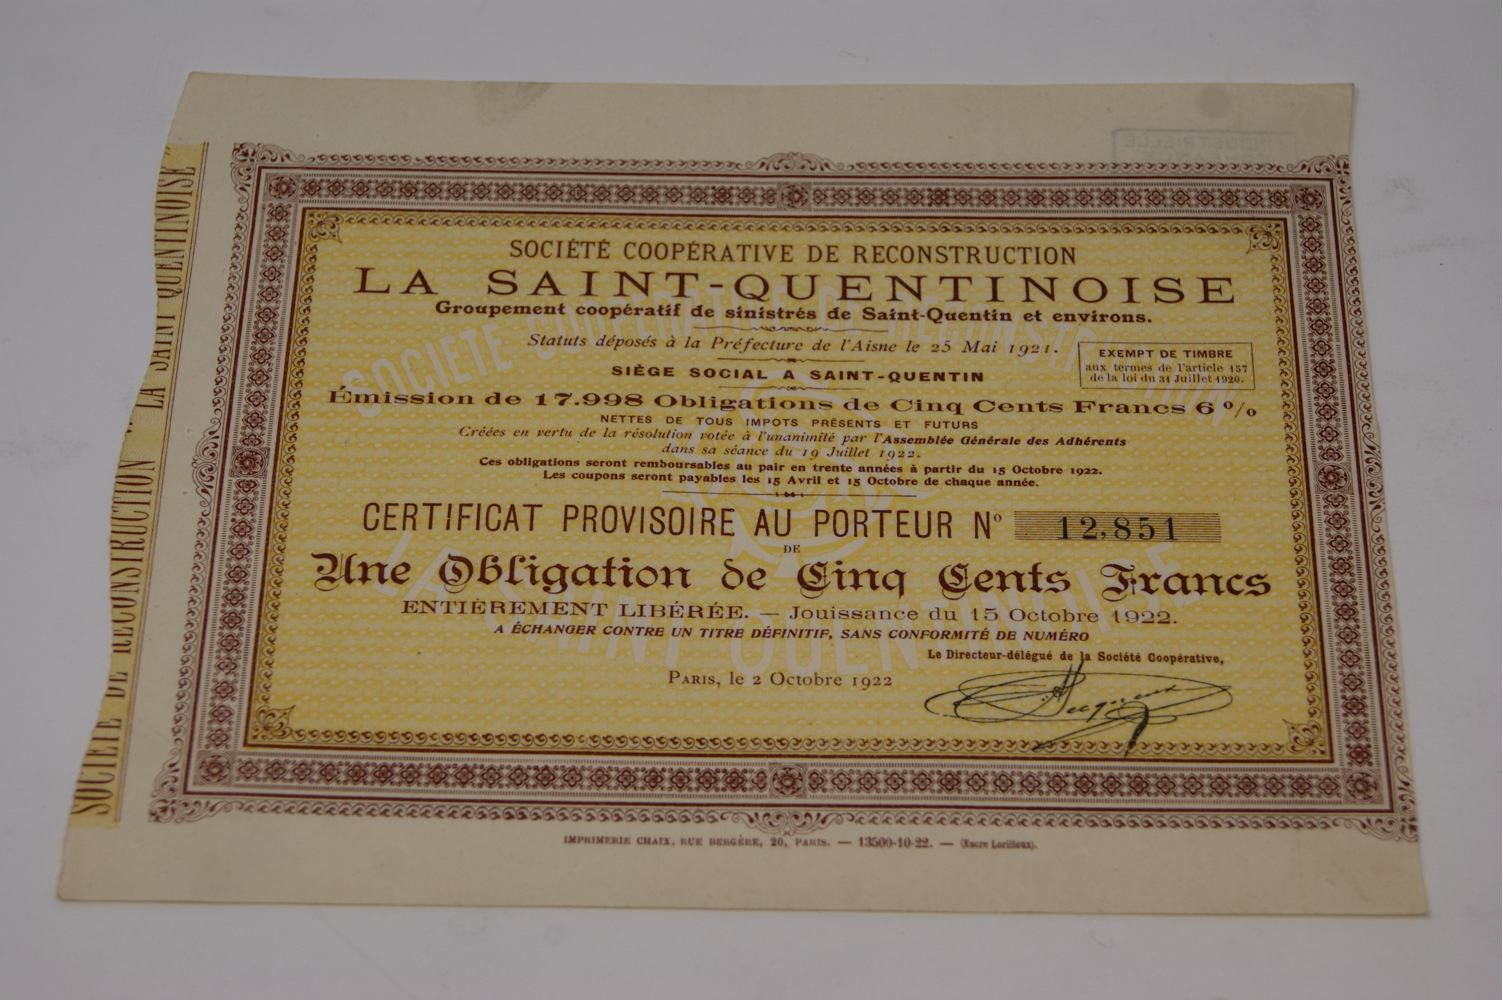 SOCIÉTÉ COOPÉRATIVE DE RECONSTRUCTION
LA SAINT-QUENTINOISE
Groupement coopératif de sinistrés de Saint-Quentin et environs.
Statuts déposés à la Préfecture de l'Aisne le 25 Mai 1921.
EXEMPT DE TIMBRE
aux termes de l'article 157
de la loi du 31 Juillet 1920.
SIÈGE SOCIAL A SAINT-QUENTIN
Émission de 17.998 Obligations de Cinq Cents Francs 6 %
NETTES DE TOUS IMPOTS PRÉSENTS ET FUTURS
Créées en vertu de la résolution votée à l'unanimité par l'Assemblée Générale des Adhérents
dans sa séance du 19 Juillet 1922.
Ces obligations seront remboursables au pair en trente années à partir du 15 Octobre 1922.
Les coupons seront payables les 15 Avril et 15 Octobre de chaque année.
CERTIFICAT PROVISOIRE AU PORTEUR Nº 12,851
DE
Une Obligation de Cinq Cents Francs
ENTIÈREMENT LIBÉRÉE. — Jouissance du 15 Octobre 1922.
A ÉCHANGER CONTRE UN TITRE DÉFINITIF, SANS CONFORMITÉ DE NUMÉRO
Le Directeur-délégué de la Société Coopérative,
PARIS, le 2 Octobre 1922
IMPRIMERIE CHAIX, RUE BERGÈRE, 20, PARIS. — 13500-10-22. — (Encre Lorilleux).
SOCIÉTÉ DE RECONSTRUCTION "LA SAINT QUENTINOISE"
SOCIÉTÉ COOPÉRATIVE DE RECONSTRUCTION
LA SAINT QUENTINOISE